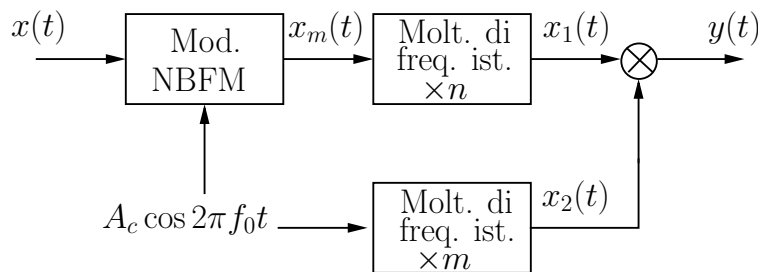 x(t)
Mod.
NBFM
x_m(t)
Molt. di
freq. ist.
×n
x_1(t)
y(t)
A_c cos 2πf_0t
Molt. di
freq. ist.
×m
x_2(t)